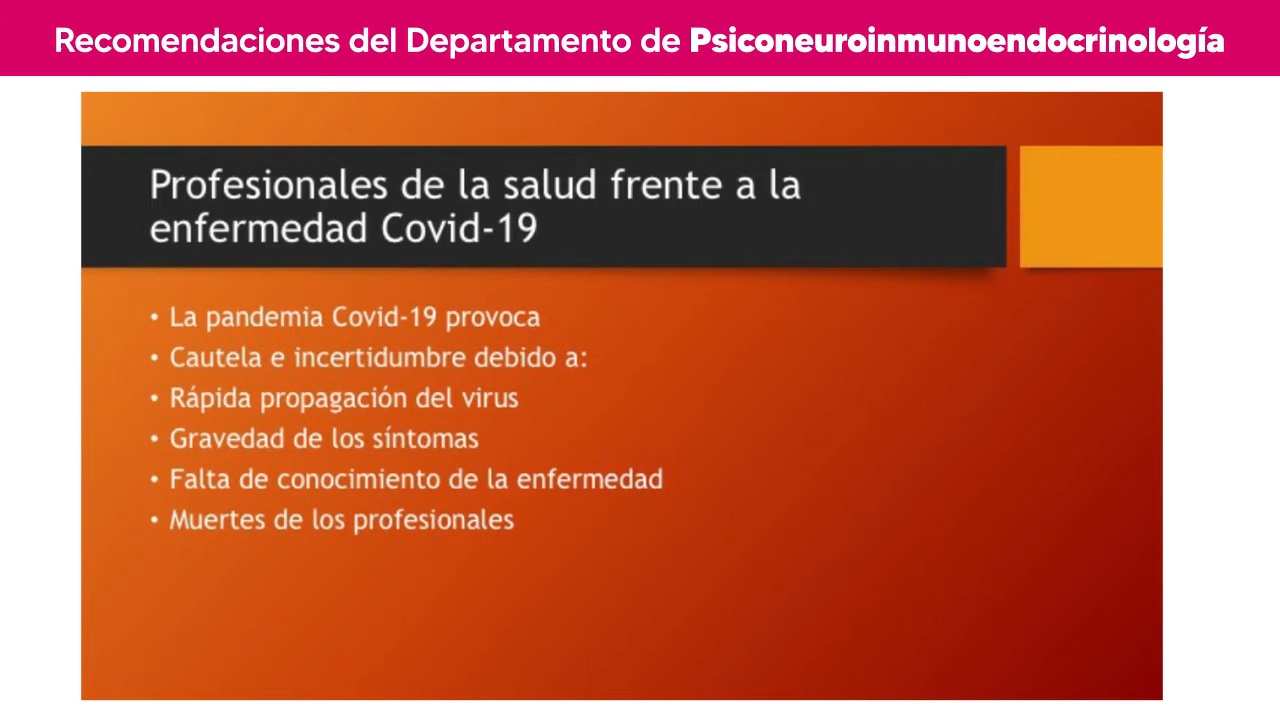 Recomendaciones del Departamento de Psiconeuroinmunoendocrinología
Profesionales de la salud frente a la
enfermedad Covid-19
• La pandemia Covid-19 provoca
• Cautela e incertidumbre debido a:
• Rápida propagación del virus
• Gravedad de los síntomas
• Falta de conocimiento de la enfermedad
• Muertes de los profesionales